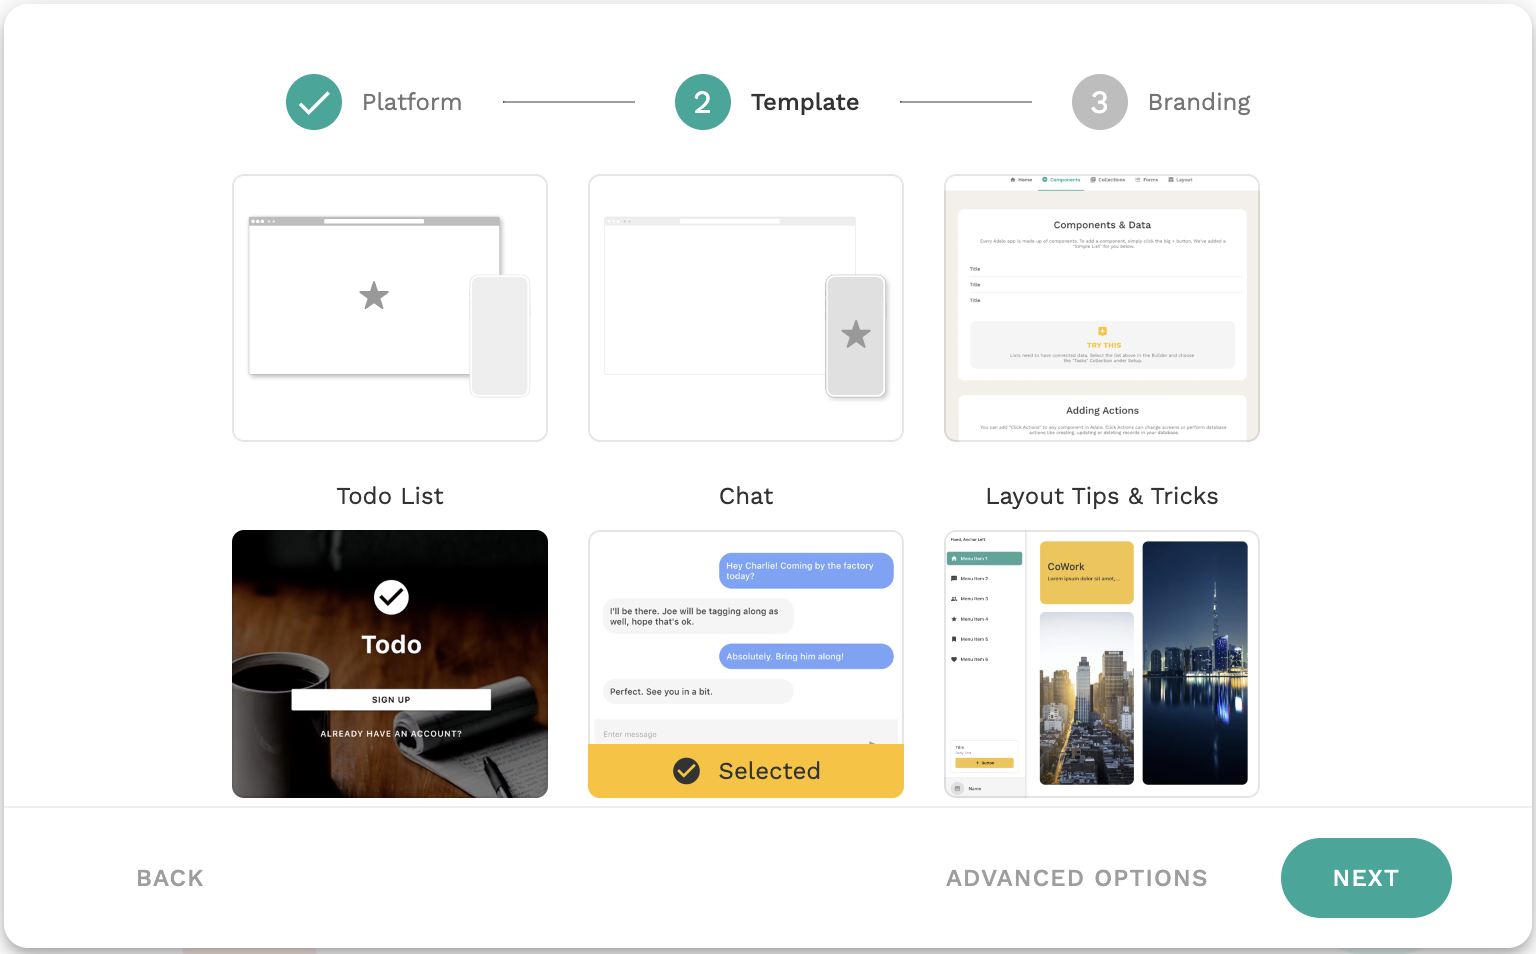 Platform
2 Template
3 Branding
Home Components Collections Forms Layout
Components & Data
Every Adalo app is made up of components. To add a component, simply click the big + button. We've added a
"Simple List" for you below.
Title
Title
Title
TRY THIS
Lists need to have connected data. Select the list above in the Builder and choose
the "Tasks" Collection under Setup
Adding Actions
You can add "Click Actions" to any component in Adalo. Click Actions can change screens or perform database
actions like creating, updating or deleting records in your database.
Todo List
Todo
SIGN UP
ALREADY HAVE AN ACCOUNT?
Chat
Hey Charlie! Coming by the factory
today?
I'll be there. Joe will be tagging along as
well, hope that's ok.
Absolutely. Bring him along!
Perfect. See you in a bit.
Enter message
Selected
Layout Tips & Tricks
Fixed, Anchor Left
Menu Item 1
Menu Item 2
Menu Item 3
Menu Item 4
Menu Item 5
Menu Item 6
Title
Button
Name
CoWork
Lorem ipsum dolor sit amet,...
BACK
ADVANCED OPTIONS
NEXT